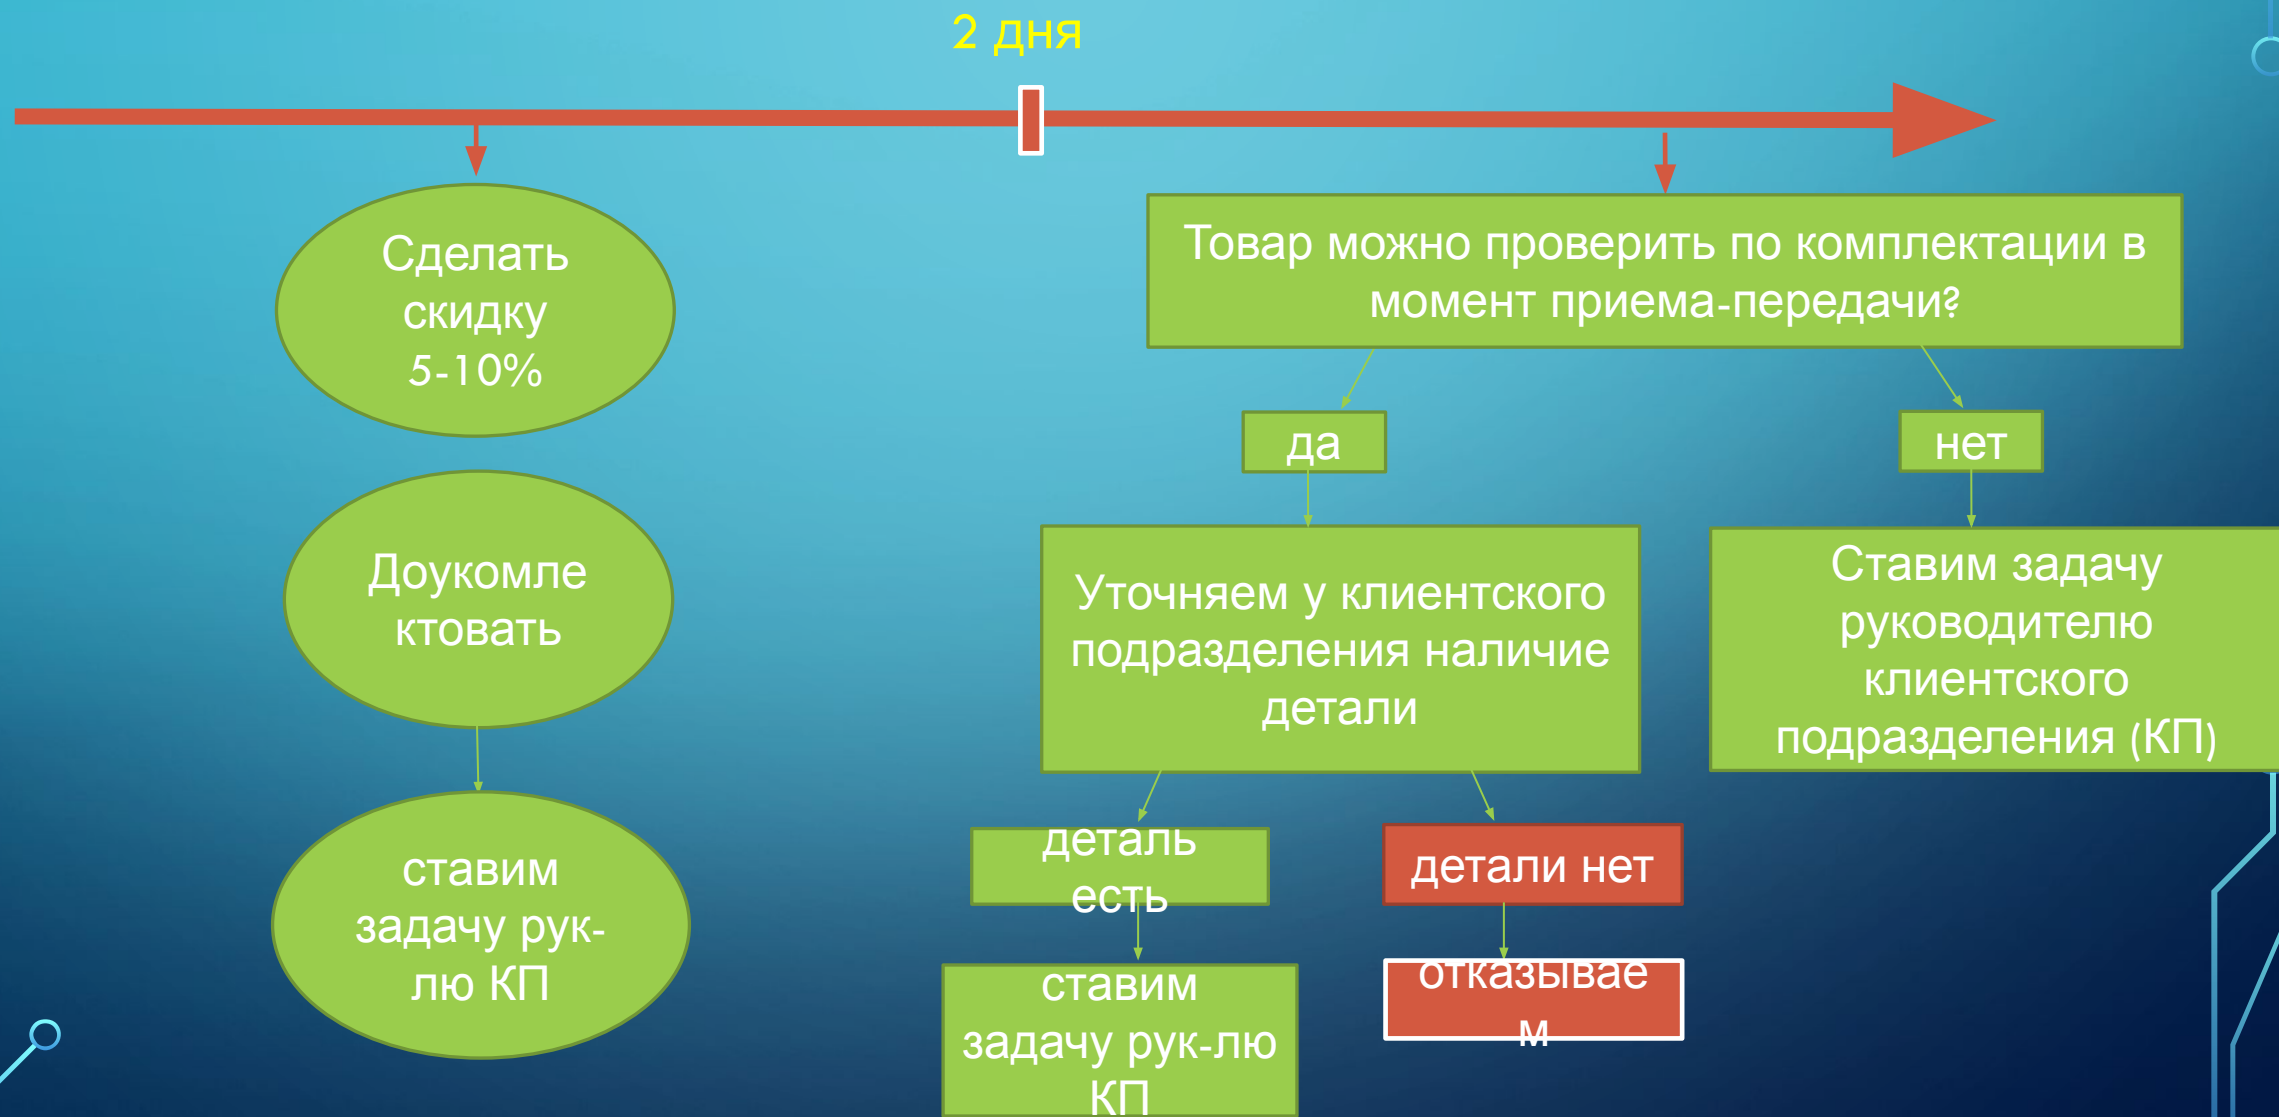 2 дня
Сделать
скидку
5-10%
Доукомле
ктовать
ставим
задачу рук-
лю КП
Товар можно проверить по комплектации в
момент приема-передачи?
да
нет
Уточняем у клиентского
подразделения наличие
детали
Ставим задачу
руководителю
клиентского
подразделения (КП)
деталь
есть
детали нет
ставим
задачу рук-лю
КП
отказывае
м